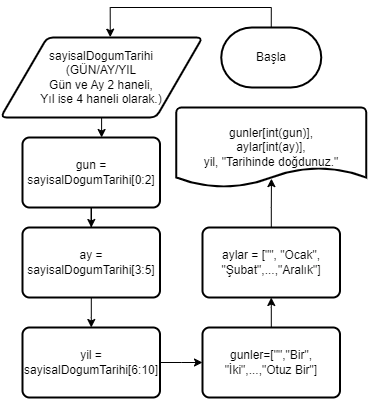 Başla
sayisalDogumTarihi
(GÜN/AY/YIL
Gün ve Ay 2 haneli,
Yıl ise 4 haneli olarak.)
gun =
sayisalDogumTarihi[0:2]
ay =
sayisalDogumTarihi[3:5]
yil =
sayisalDogumTarihi[6:10]
gunler=["","Bir",
"İki",...,"Otuz Bir"]
aylar = ["", "Ocak",
"Şubat",...,"Aralık"]
gunler[int(gun)],
aylar[int(ay)],
yil, "Tarihinde doğdunuz."